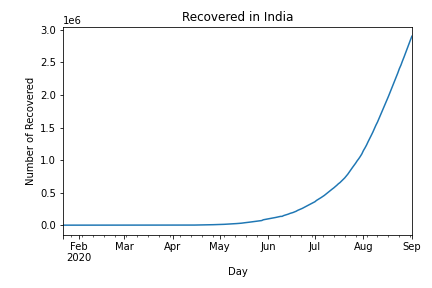 Recovered in India
1e6
3.0
2.5
2.0
1.5
1.0
0.5
0.0
Number of Recovered
Feb Mar Apr May Jun Jul Aug Sep
2020
Day